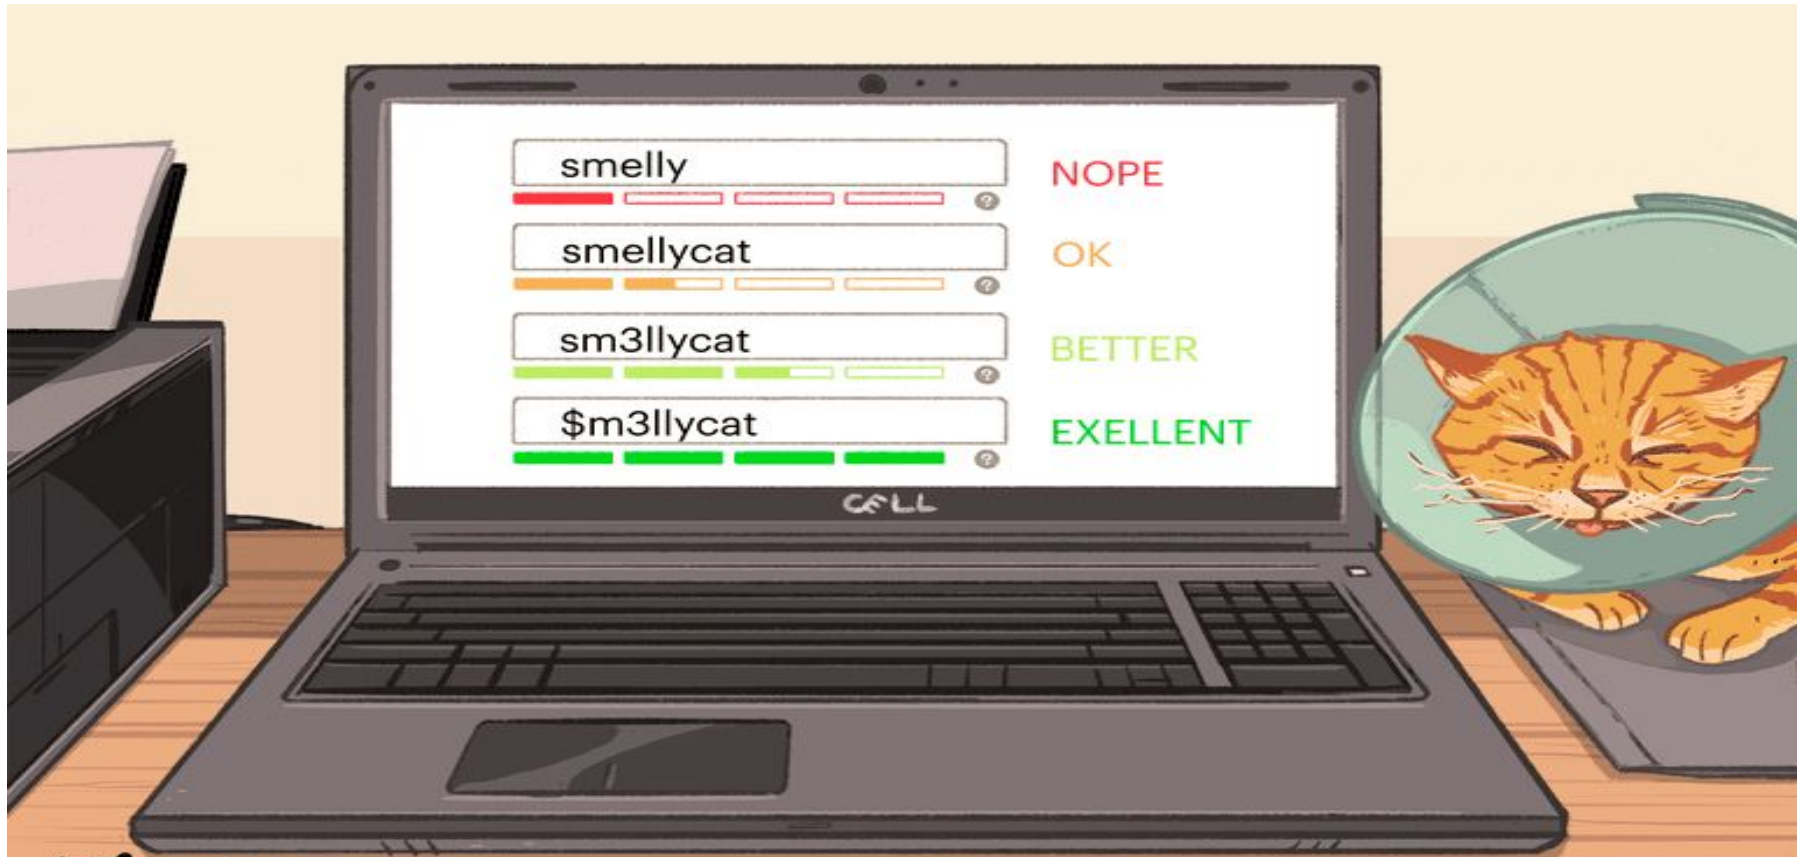 smelly NOPE
smellycat OK
sm3llycat BETTER
$m3llycat EXELLENT
CELL